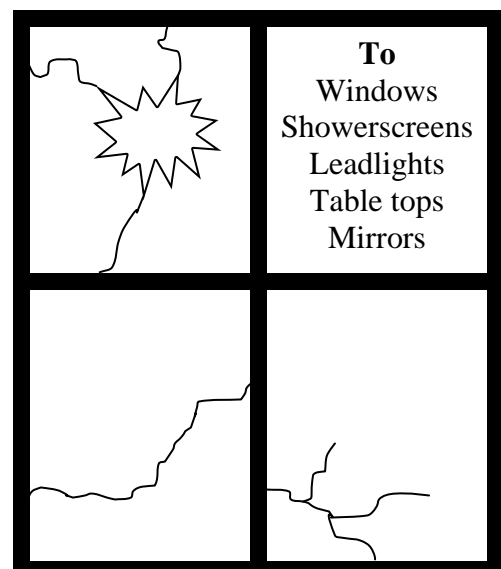 To
Windows
Showerscreens
Leadlights
Table tops
Mirrors